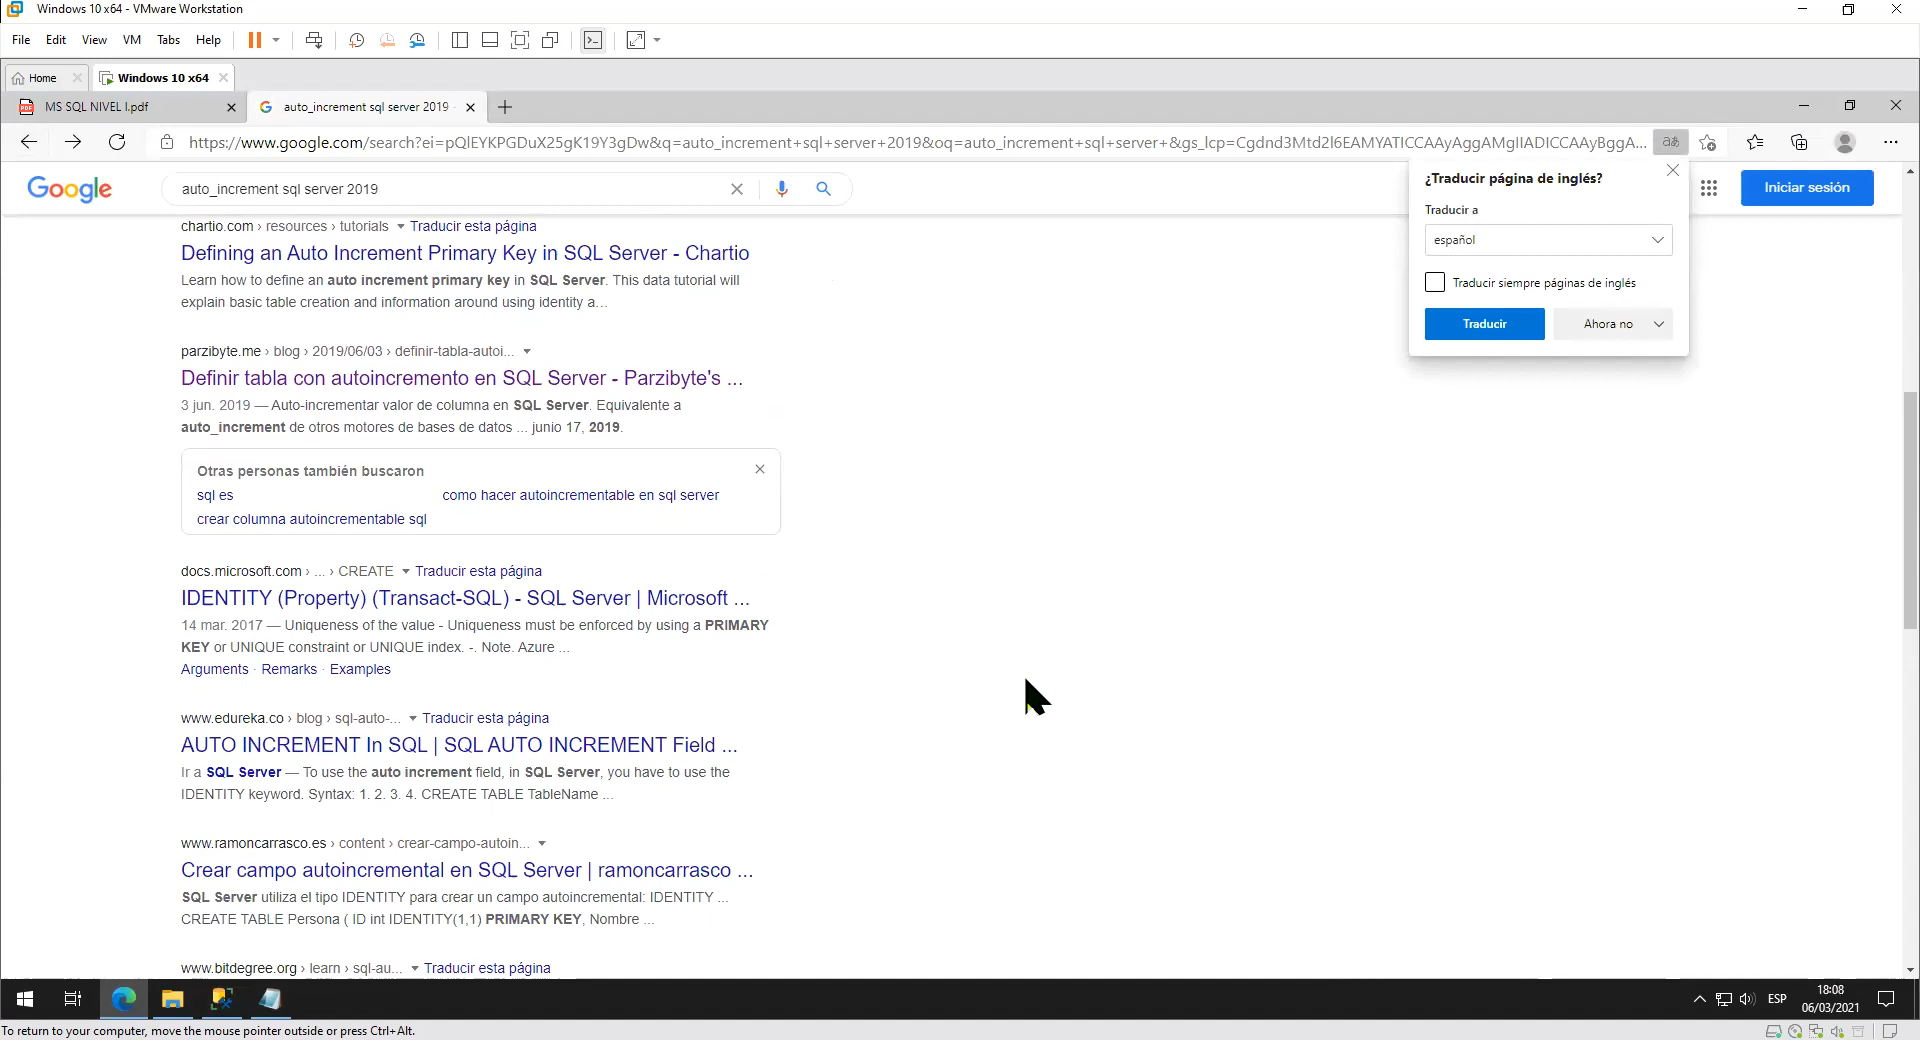 Windows 10 x64 - VMware Workstation
File Edit View VM Tabs Help
Home
Windows 10 x64
MS SQL NIVEL I.pdf
auto_increment sql server 2019
https://www.google.com/search?ei=pQlEYKPGDuX25gK19Y3gDw&q=auto_increment+sql+server+2019&oq=auto_increment+sql+server+&gs_lcp=Cgdnd3Mtd2l6EAMYATICCAAyAggAMgIIADICCAAyBggA...
Google
auto_increment sql server 2019
Iniciar sesión
¿Traducir página de inglés?
Traducir a
español
Traducir siempre páginas de inglés
Traducir
Ahora no
chartio.com › resources › tutorials Traducir esta página
Defining an Auto Increment Primary Key in SQL Server - Chartio
Learn how to define an auto increment primary key in SQL Server. This data tutorial will
explain basic table creation and information around using identity a...
parzibyte.me › blog › 2019/06/03 › definir-tabla-autoi...
Definir tabla con autoincremento en SQL Server - Parzibyte's ...
3 jun. 2019 — Auto-incrementar valor de columna en SQL Server. Equivalente a
auto_increment de otros motores de bases de datos ... junio 17, 2019.
Otras personas también buscaron
sql es
como hacer autoincrementable en sql server
crear columna autoincrementable sql
docs.microsoft.com › ... › CREATE Traducir esta página
IDENTITY (Property) (Transact-SQL) - SQL Server | Microsoft ...
14 mar. 2017 — Uniqueness of the value - Uniqueness must be enforced by using a PRIMARY
KEY or UNIQUE constraint or UNIQUE index. -. Note. Azure ...
Arguments · Remarks · Examples
www.edureka.co › blog › sql-auto-... Traducir esta página
AUTO INCREMENT In SQL | SQL AUTO INCREMENT Field ...
Ir a SQL Server — To use the auto increment field, in SQL Server, you have to use the
IDENTITY keyword. Syntax: 1. 2. 3. 4. CREATE TABLE TableName ...
www.ramoncarrasco.es › content › crear-campo-autoin...
Crear campo autoincremental en SQL Server | ramoncarrasco ...
SQL Server utiliza el tipo IDENTITY para crear un campo autoincremental: IDENTITY ...
CREATE TABLE Persona ( ID int IDENTITY(1,1) PRIMARY KEY, Nombre ...
www.bitdegree.org › learn › sql-au... Traducir esta página
ESP
18:08
06/03/2021
To return to your computer, move the mouse pointer outside or press Ctrl+Alt.